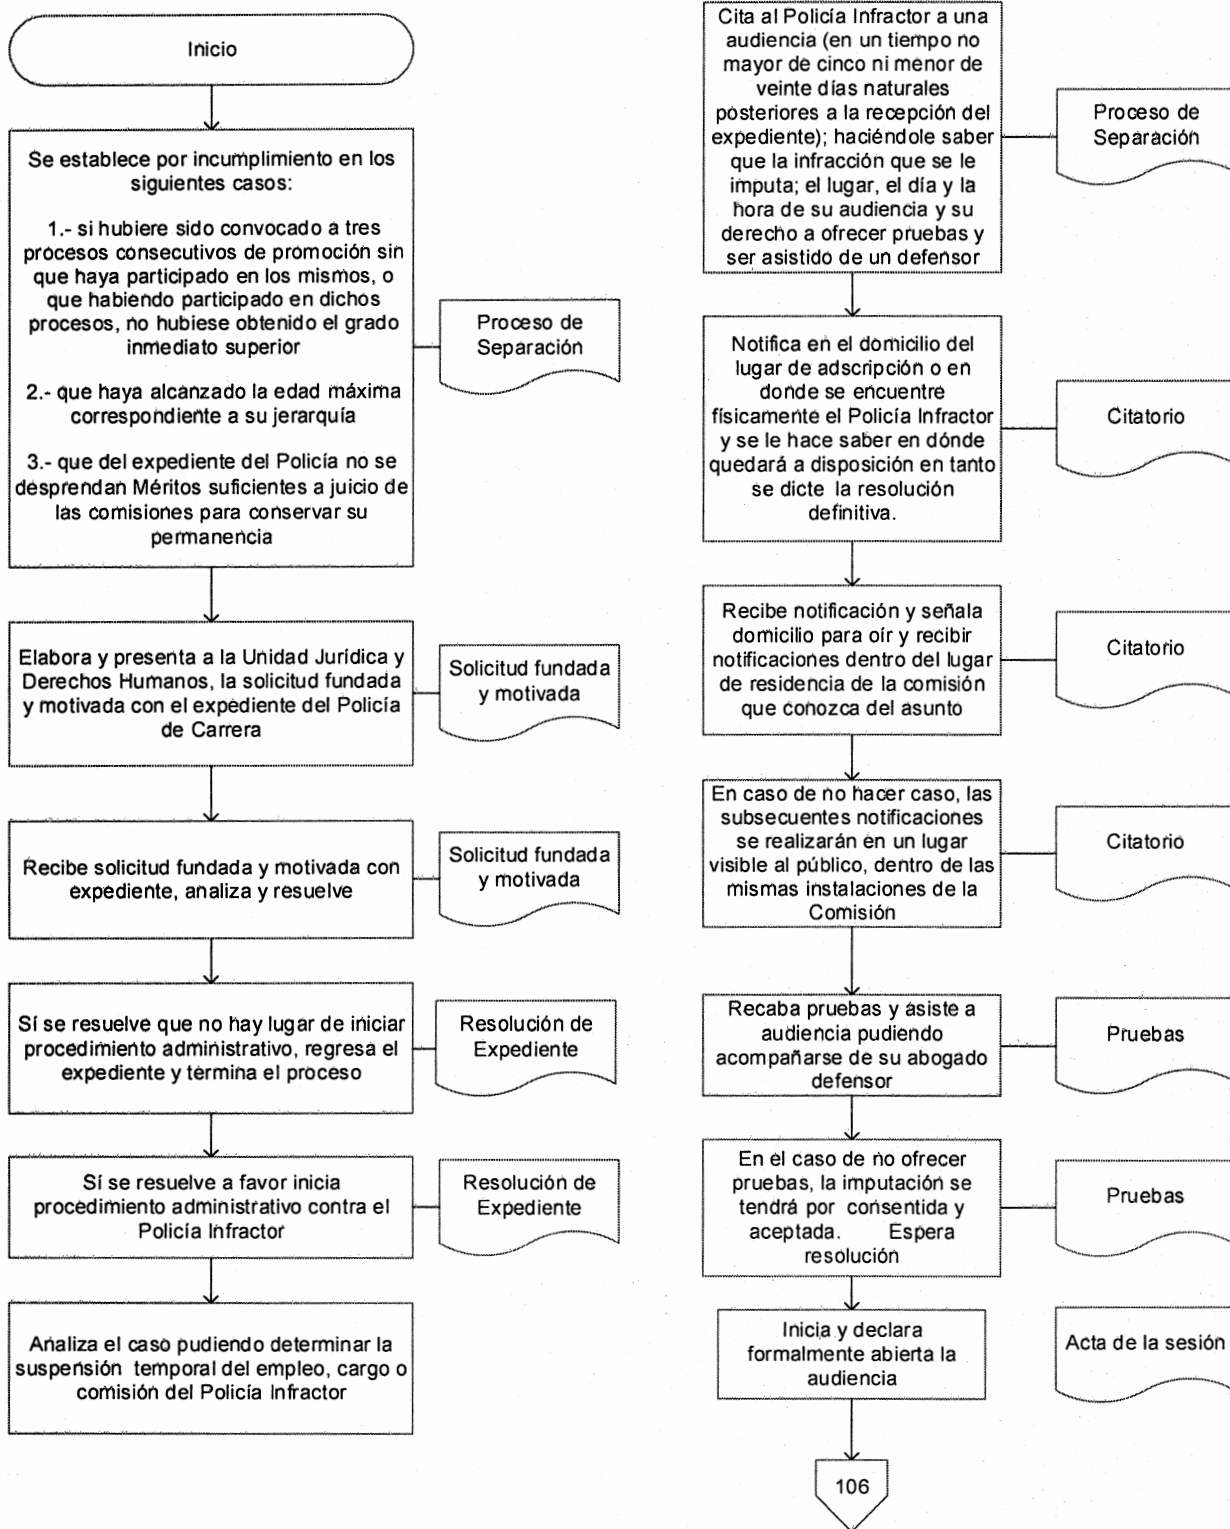 Inicio
Se establece por incumplimiento en los
siguientes casos:
1.- si hubiere sido convocado a tres
procesos consecutivos de promoción sin
que haya participado en los mismos, o
que habiendo participado en dichos
procesos, no hubiese obtenido el grado
inmediato superior
2.- que haya alcanzado la edad máxima
correspondiente a su jerarquía
3.- que del expediente del Policía no se
desprendan Méritos suficientes a juicio de
las comisiones para conservar su
permanencia
Proceso de
Separación
Elabora y presenta a la Unidad Jurídica y
Derechos Humanos, la solicitud fundada
y motivada con el expediente del Policía
de Carrera
Solicitud fundada
y motivada
Recibe solicitud fundada y motivada con
expediente, analiza y resuelve
Solicitud fundada
y motivada
Sí se resuelve que no hay lugar de iniciar
procedimiento administrativo, regresa el
expediente y termina el proceso
Resolución de
Expediente
Sí se resuelve a favor inicia
procedimiento administrativo contra el
Policía Infractor
Resolución de
Expediente
Analiza el caso pudiendo determinar la
suspensión temporal del empleo, cargo o
comisión del Policía Infractor
Cita al Policía Infractor a una
audiencia (en un tiempo no
mayor de cinco ni menor de
veinte días naturales
posteriores a la recepción del
expediente); haciéndole saber
que la infracción que se le
imputa; el lugar, el día y la
hora de su audiencia y su
derecho a ofrecer pruebas y
ser asistido de un defensor
Proceso de
Separación
Notifica en el domicilio del
lugar de adscripción o en
donde se encuentre
físicamente el Policía Infractor
y se le hace saber en dónde
quedará a disposición en tanto
se dicte la resolución
definitiva.
Citatorio
Recibe notificación y señala
domicilio para oír y recibir
notificaciones dentro del lugar
de residencia de la comisión
que conozca del asunto
Citatorio
En caso de no hacer caso, las
subsecuentes notificaciones
se realizarán en un lugar
visible al público, dentro de las
mismas instalaciones de la
Comisión
Citatorio
Recaba pruebas y asiste a
audiencia pudiendo
acompañarse de su abogado
defensor
Pruebas
En el caso de no ofrecer
pruebas, la imputación se
tendrá por consentida y
aceptada. Espera
resolución
Pruebas
Inicia y declara
formalmente abierta la
audiencia
Acta de la sesión
106